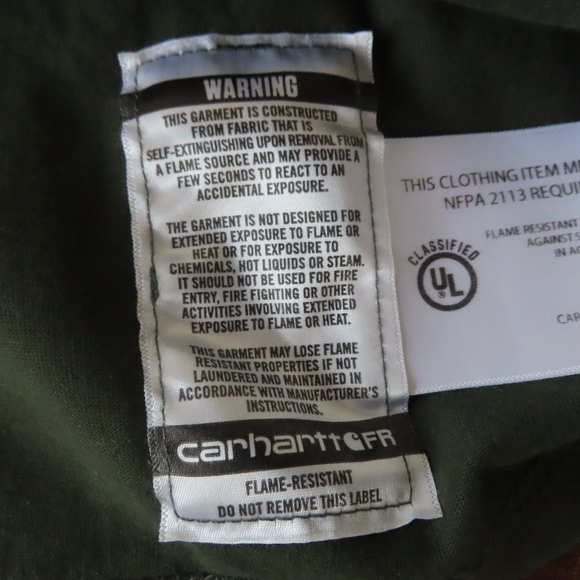 WARNING
THIS GARMENT IS CONSTRUCTED
FROM FABRIC THAT IS
SELF-EXTINGUISHING UPON REMOVAL FROM
A FLAME SOURCE AND MAY PROVIDE A
FEW SECONDS TO REACT TO AN
ACCIDENTAL EXPOSURE.
THE GARMENT IS NOT DESIGNED FOR
EXTENDED EXPOSURE TO FLAME OR
HEAT OR FOR EXPOSURE TO
CHEMICALS, HOT LIQUIDS OR STEAM.
IT SHOULD NOT BE USED FOR FIRE
ENTRY, FIRE FIGHTING OR OTHER
ACTIVITIES INVOLVING EXTENDED
EXPOSURE TO FLAME OR HEAT.
THIS GARMENT MAY LOSE FLAME
RESISTANT PROPERTIES IF NOT
LAUNDERED AND MAINTAINED IN
ACCORDANCE WITH MANUFACTURER'S
INSTRUCTIONS.
carhartt FR
FLAME-RESISTANT
DO NOT REMOVE THIS LABEL
THIS CLOTHING ITEM
NFPA 2113
FLAME RESISTANT
AGAINST
CLASSIFIED
UL
®